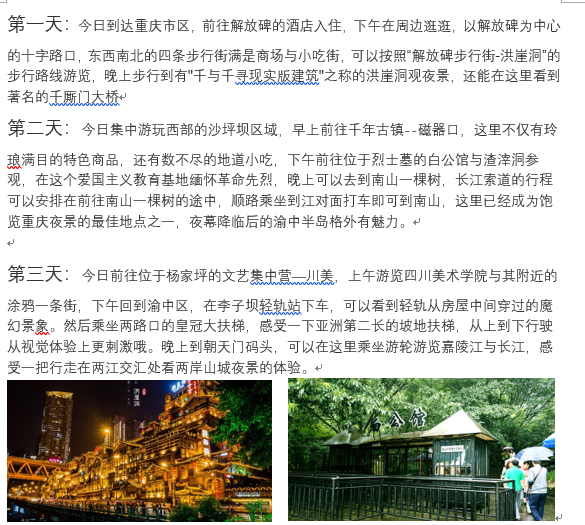 第一天：今日到达重庆市区，前往解放碑的酒店入住，下午在周边逛逛，以解放碑为中心
的十字路口，东西南北的四条步行街满是商场与小吃街，可以按照“解放碑步行街-洪崖洞”的
步行路线游览，晚上步行到有"千与千寻现实版建筑"之称的洪崖洞观夜景，还能在这里看到
著名的千厮门大桥
第二天：今日集中游玩西部的沙坪坝区域，早上前往千年古镇--磁器口，这里不仅有玲
琅满目的特色商品，还有数不尽的地道小吃，下午前往位于烈士墓的白公馆与渣滓洞参
观，在这个爱国主义教育基地缅怀革命先烈，晚上可以去到南山一棵树，长江索道的行程
可以安排在前往南山一棵树的途中，顺路乘坐到江对面打车即可到南山，这里已经成为饱
览重庆夜景的最佳地点之一，夜幕降临后的渝中半岛格外有魅力。
第三天：今日前往位于杨家坪的文艺集中营—川美，上午游览四川美术学院与其附近的
涂鸦一条街，下午回到渝中区，在李子坝轻轨站下车，可以看到轻轨从房屋中间穿过的魔
幻景象。然后乘坐两路口的皇冠大扶梯，感受一下亚洲第二长的坡地扶梯，从上到下行驶
从视觉体验上更刺激哦。晚上到朝天门码头，可以在这里乘坐游轮游览嘉陵江与长江，感
受一把行走在两江交汇处看两岸山城夜景的体验。
洪崖洞
白公馆